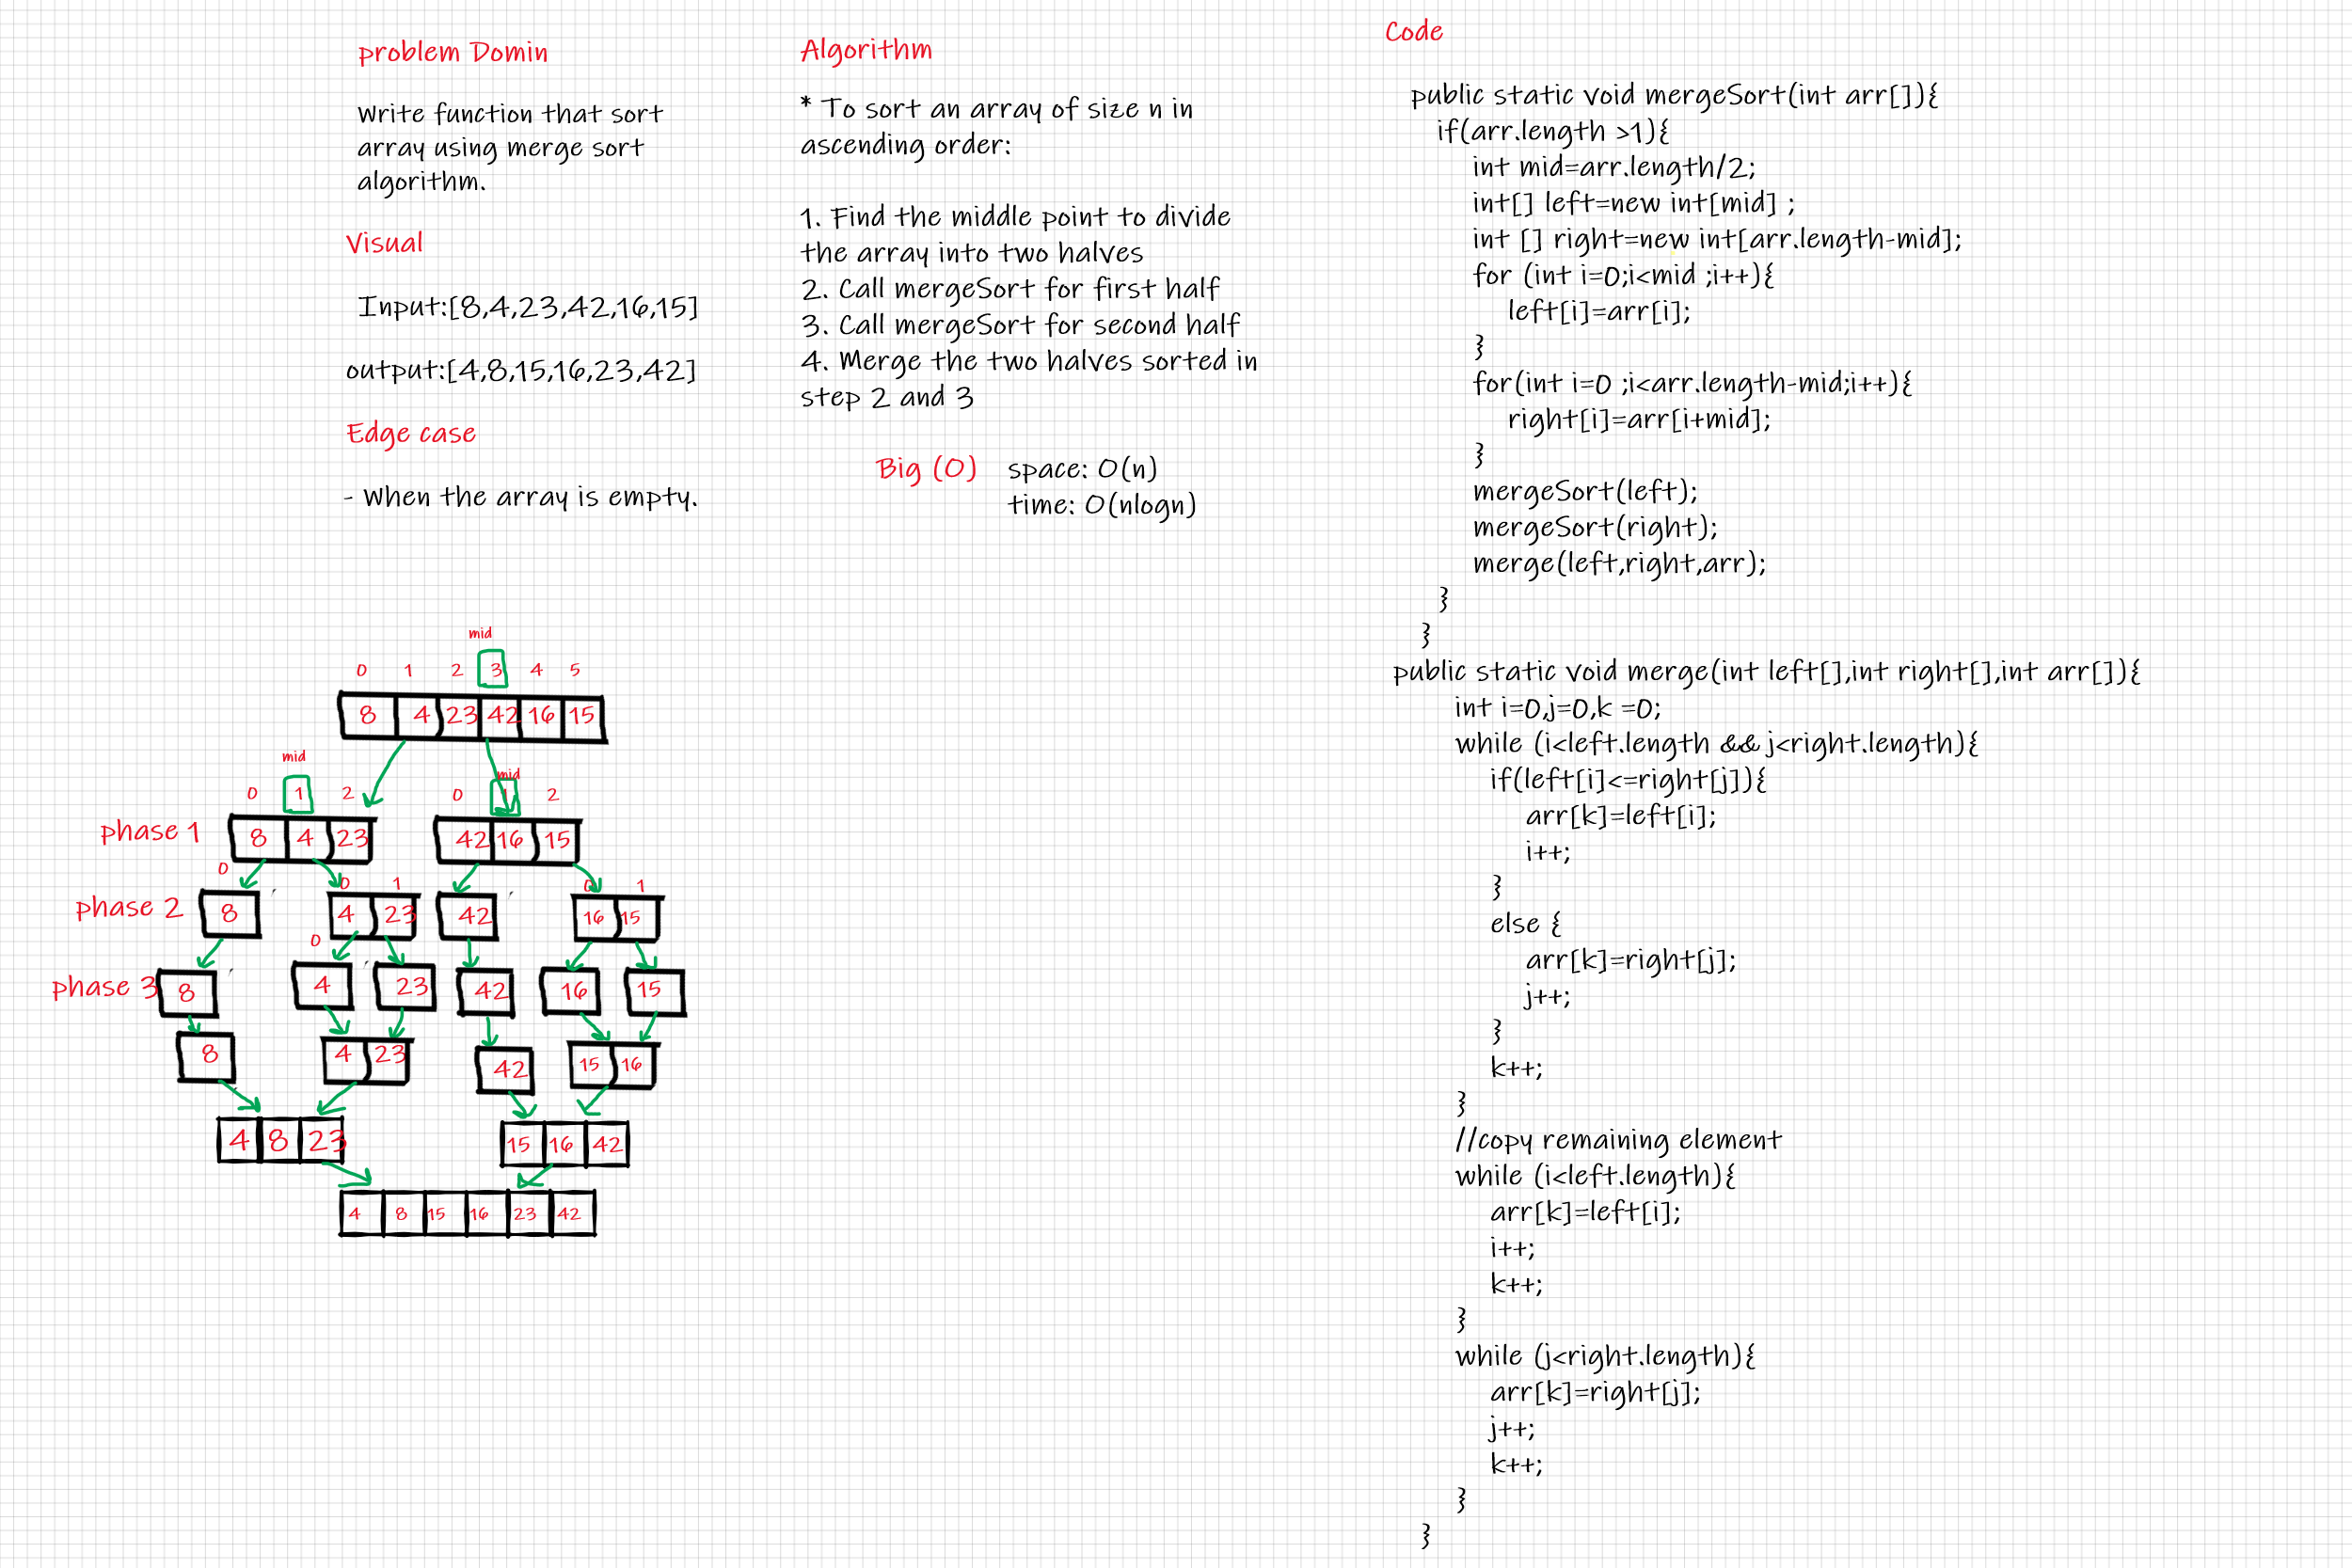 problem Domin
Write function that sort
array using merge sort
algorithm.
Visual
Input:[8,4,23,42,16,15]
output:[4,8,15,16,23,42]
Edge case
- When the array is empty.
Algorithm
* To sort an array of size n in
ascending order:
1. Find the middle point to divide
the array into two halves
2. Call mergeSort for first half
3. Call mergeSort for second half
4. Merge the two halves sorted in
step 2 and 3
Big (O)
space: O(n)
time: O(nlogn)
mid
0 1 2 3 4 5
8 4 23 42 16 15
mid
mid
0 1 2 0 1 2
phase 1
8 4 23 42 16 15
0 0 1 0 1
phase 2
8 4 23 42 16 15
0
phase 3
8 4 23 42 16 15
8 4 23 42 15 16
4 8 23 15 16 42
4 8 15 16 23 42
Code
public static void mergeSort(int arr[]){
if(arr.length >1){
int mid=arr.length/2;
int[] left=new int[mid] ;
int [] right=new int[arr.length-mid];
for (int i=0;i<mid ;i++){
left[i]=arr[i];
}
for(int i=0 ;i<arr.length-mid;i++){
right[i]=arr[i+mid];
}
mergeSort(left);
mergeSort(right);
merge(left,right,arr);
}
}
public static void merge(int left[],int right[],int arr[]){
int i=0,j=0,k =0;
while (i<left.length && j<right.length){
if(left[i]<=right[j]){
arr[k]=left[i];
i++;
}
else {
arr[k]=right[j];
j++;
}
k++;
}
//copy remaining element
while (i<left.length){
arr[k]=left[i];
i++;
k++;
}
while (j<right.length){
arr[k]=right[j];
j++;
k++;
}
}